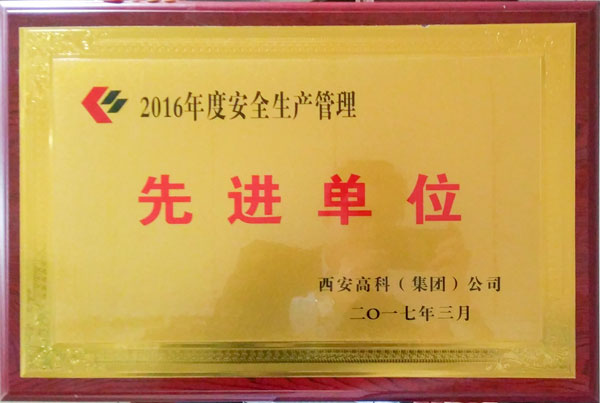 2016年度安全生产管理
先进单位
西安高科（集团）公司
二〇一七年三月